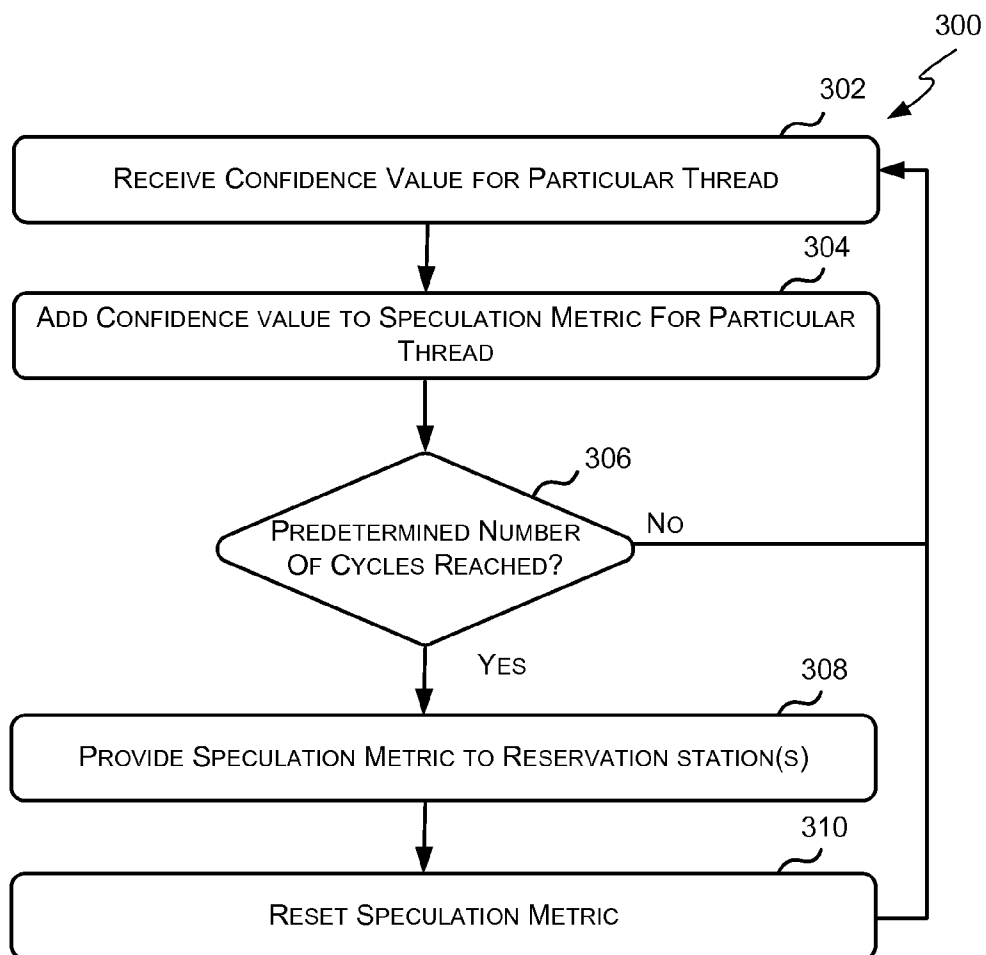 300
302
RECEIVE CONFIDENCE VALUE FOR PARTICULAR THREAD
304
ADD CONFIDENCE VALUE TO SPECULATION METRIC FOR PARTICULAR
THREAD
306
PREDETERMINED NUMBER
OF CYCLES REACHED?
NO
YES
308
PROVIDE SPECULATION METRIC TO RESERVATION STATION(S)
310
RESET SPECULATION METRIC